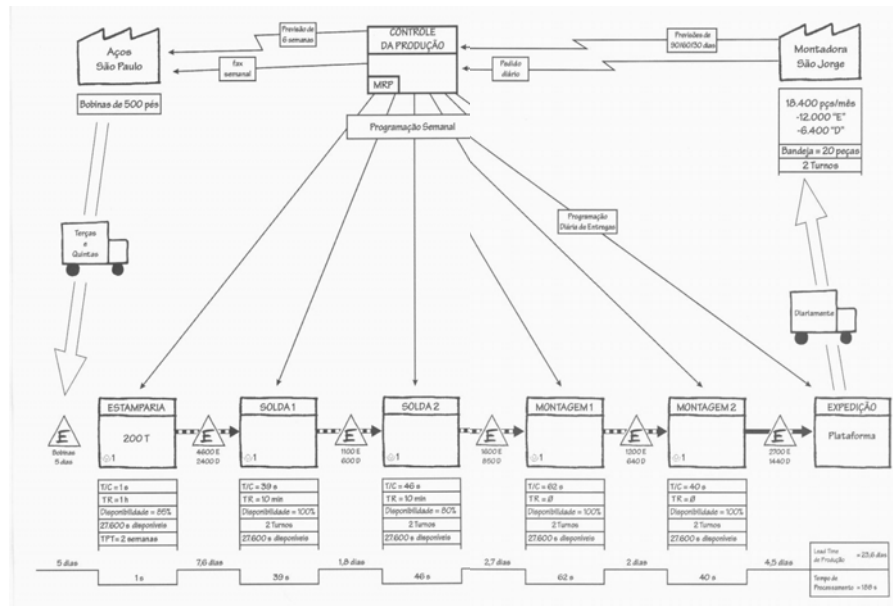 Aços
São Paulo
Previsão de
6 semanas
fax
semanal
CONTROLE
DA PRODUÇÃO
MRP
Previsões de
90/60/30 dias
Pedido
diário
Montadora
São Jorge
Bobinas de 500 pés
18.400 pçs/mês
-12.000 "E"
-6.400 "D"
Bandeja = 20 peças
2 Turnos
Programação Semanal
Terças
e
Quintas
Programação
Diária de Entregas
Diariamente
E
Bobinas
5 dias
ESTAMPARIA
200 T
1
E
4600 E
2400 D
SOLDA 1
1
E
1100 E
600 D
SOLDA 2
1
E
1600 E
850 D
MONTAGEM 1
1
E
1200 E
640 D
MONTAGEM 2
1
E
2700 E
1440 D
EXPEDIÇÃO
Plataforma
T/C = 1 s
TR = 1 h
Disponibilidade = 85%
27.600 s disponíveis
TPT = 2 semanas
T/C = 39 s
TR = 10 min
Disponibilidade = 100%
2 Turnos
27.600 s disponíveis
T/C = 46 s
TR = 10 min
Disponibilidade = 80%
2 Turnos
27.600 s disponíveis
T/C = 62 s
TR = Ø
Disponibilidade = 100%
2 Turnos
27.600 s disponíveis
T/C = 40 s
TR = Ø
Disponibilidade = 100%
2 Turnos
27.600 s disponíveis
5 dias
1 s
7,6 dias
39 s
1,8 dias
46 s
2,7 dias
62 s
2 dias
40 s
4,5 dias
Lead Time
de Produção = 23,6 dias
Tempo de
Processamento = 188 s